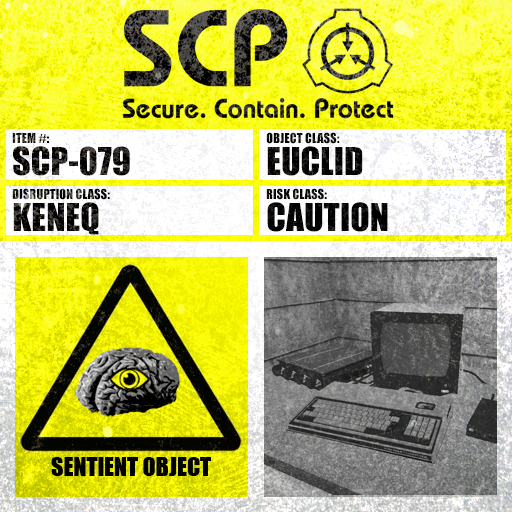 SCP
Secure. Contain. Protect
ITEM #:
SCP-079
OBJECT CLASS:
EUCLID
DISRUPTION CLASS:
KENEQ
RISK CLASS:
CAUTION
SENTIENT OBJECT